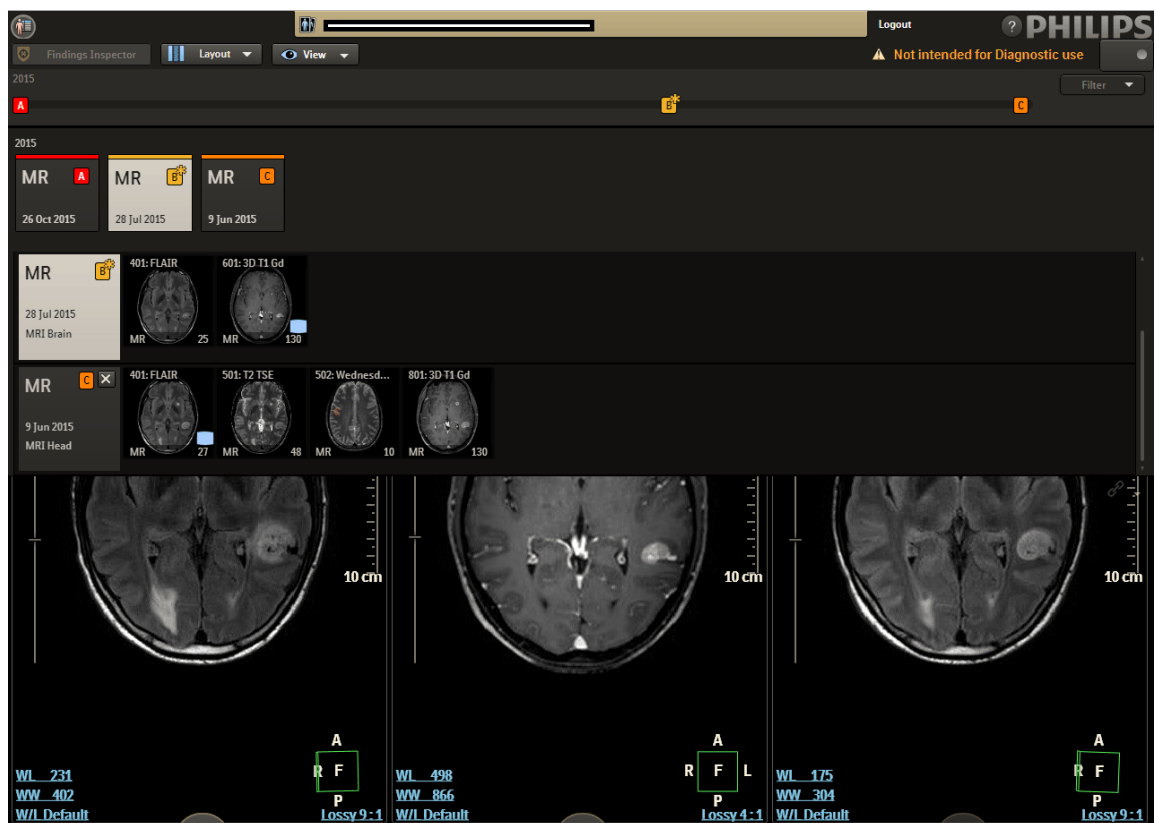 Logout
? PHILIPS
Findings Inspector Layout View
Not intended for Diagnostic use
2015
Filter
A B C
2015
MR A MR B MR C
26 Oct 2015 28 Jul 2015 9 Jun 2015
MR B 401: FLAIR 601: 3D T1 Gd
28 Jul 2015
MRI Brain
MR 25 MR 130
MR C 401: FLAIR 501: T2 TSE 502: Wednesd... 801: 3D T1 Gd
9 Jun 2015
MRI Head
MR 27 MR 48 MR 10 MR 130
10 cm 10 cm 10 cm
A A A
R F R F L R F
P P P
WL 231 WL 498 WL 175
WW 402 WW 866 WW 304
W/L Default Lossy 9:1 W/L Default Lossy 4:1 W/L Default Lossy 9:1